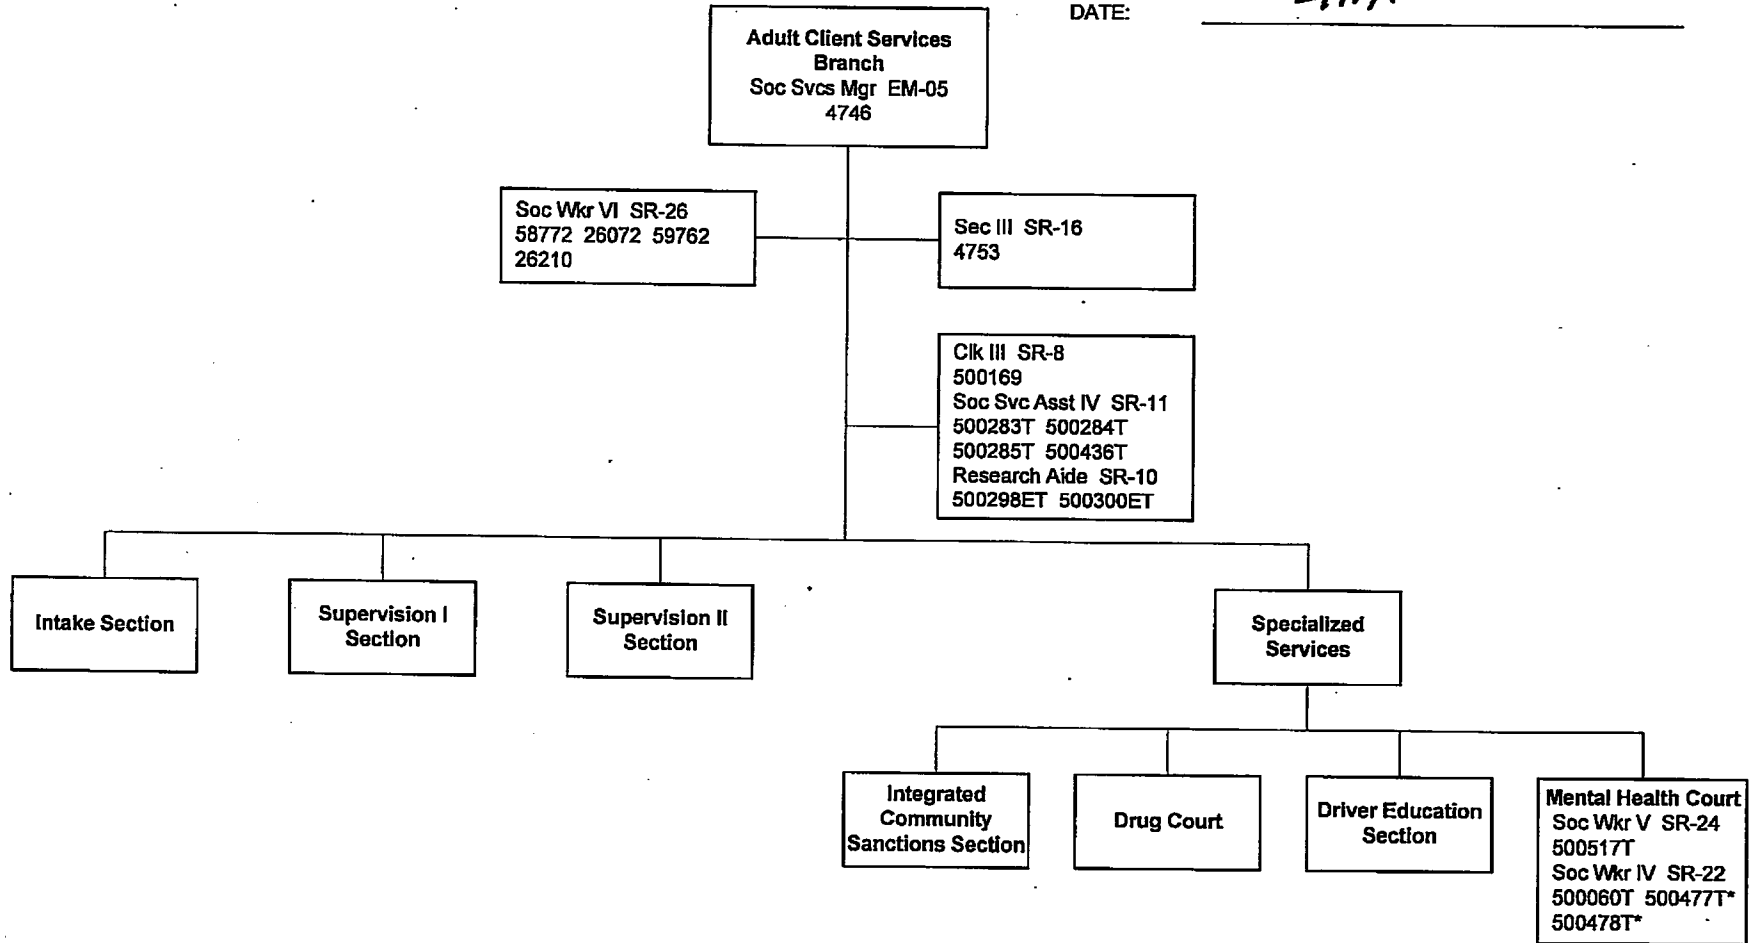 DATE:
Adult Client Services
Branch
Soc Svcs Mgr EM-05
4746
Soc Wkr VI SR-26
58772 26072 59762
26210
Sec III SR-16
4753
Clk III SR-8
500169
Soc Svc Asst IV SR-11
500283T 500284T
500285T 500436T
Research Aide SR-10
500298ET 500300ET
Intake Section
Supervision I
Section
Supervision II
Section
Specialized
Services
Integrated
Community
Sanctions Section
Drug Court
Driver Education
Section
Mental Health Court
Soc Wkr V SR-24
500517T
Soc Wkr IV SR-22
500060T 500477T*
500478T*